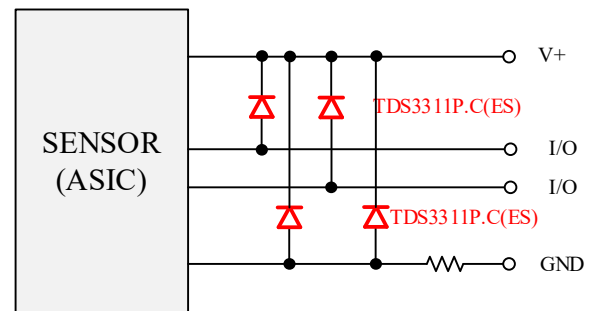 V+
TDS3311P.C(ES)
SENSOR
(ASIC)
I/O
I/O
TDS3311P.C(ES)
GND